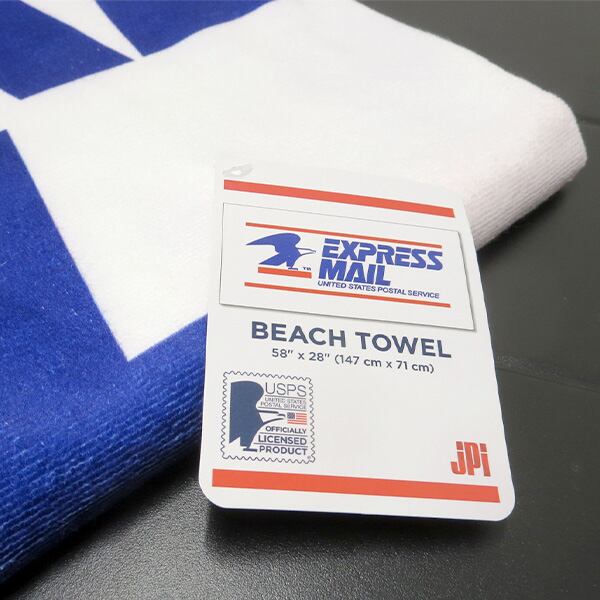 EXPRESS
MAIL
TM
UNITED STATES POSTAL SERVICE
BEACH TOWEL
58" x 28" (147 cm x 71 cm)
USPS
UNITED STATES
POSTAL SERVICE
OFFICIALLY
LICENSED
PRODUCT
jPi